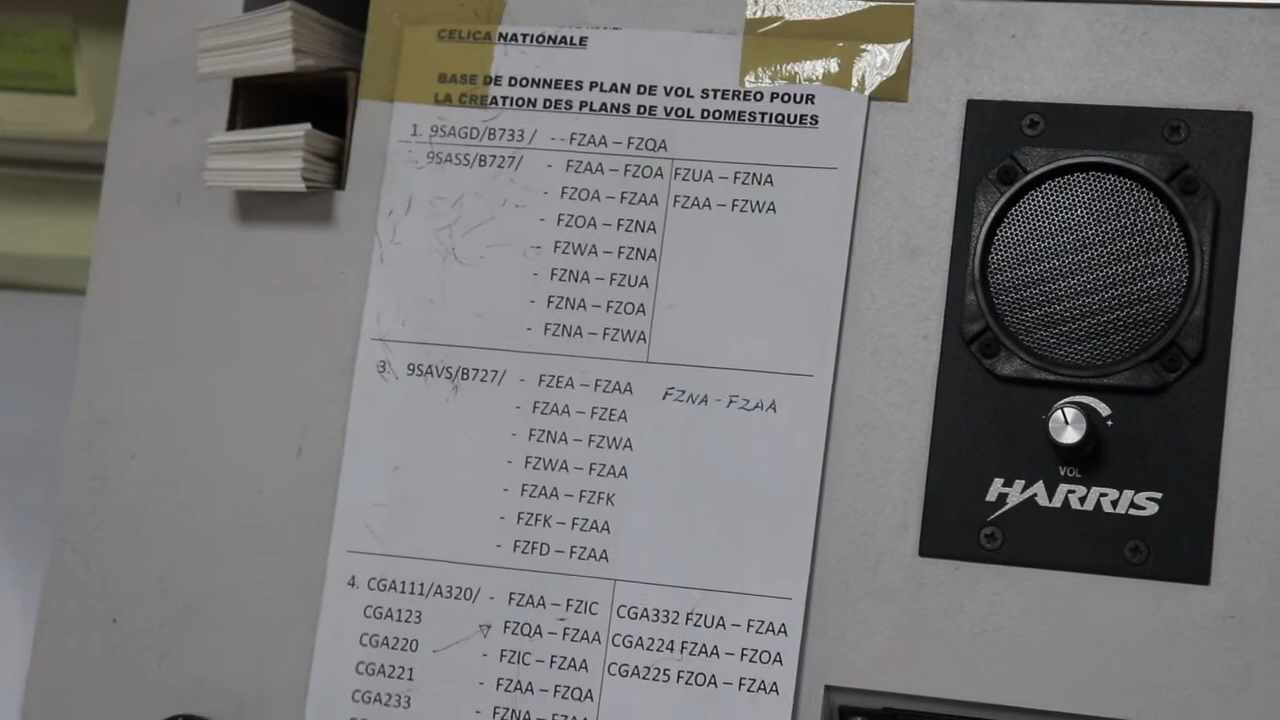 CELICA NATIONALE
BASE DE DONNEES PLAN DE VOL STEREO POUR
LA CREATION DES PLANS DE VOL DOMESTIQUES
1. 9SAGD/B733/ - - FZAA – FZQA
9SASS/B727/ - FZAA – FZOA FZUA – FZNA
- FZOA – FZAA FZAA – FZWA
- FZOA – FZNA
- FZWA – FZNA
- FZNA – FZUA
- FZNA – FZOA
- FZNA – FZWA
3. 9SAVS/B727/ - FZEA – FZAA FZNA - FZAA
- FZAA – FZEA
- FZNA – FZWA
- FZWA – FZAA
- FZAA – FZFK
- FZFK – FZAA
- FZFD – FZAA
4. CGA111/A320/ - FZAA – FZIC CGA332 FZUA – FZAA
CGA123 FZQA – FZAA CGA224 FZAA – FZOA
CGA220 - FZIC – FZAA CGA225 FZOA – FZAA
CGA221 - FZAA – FZQA
CGA233 - FZNA –
VOL
- +
HARRIS